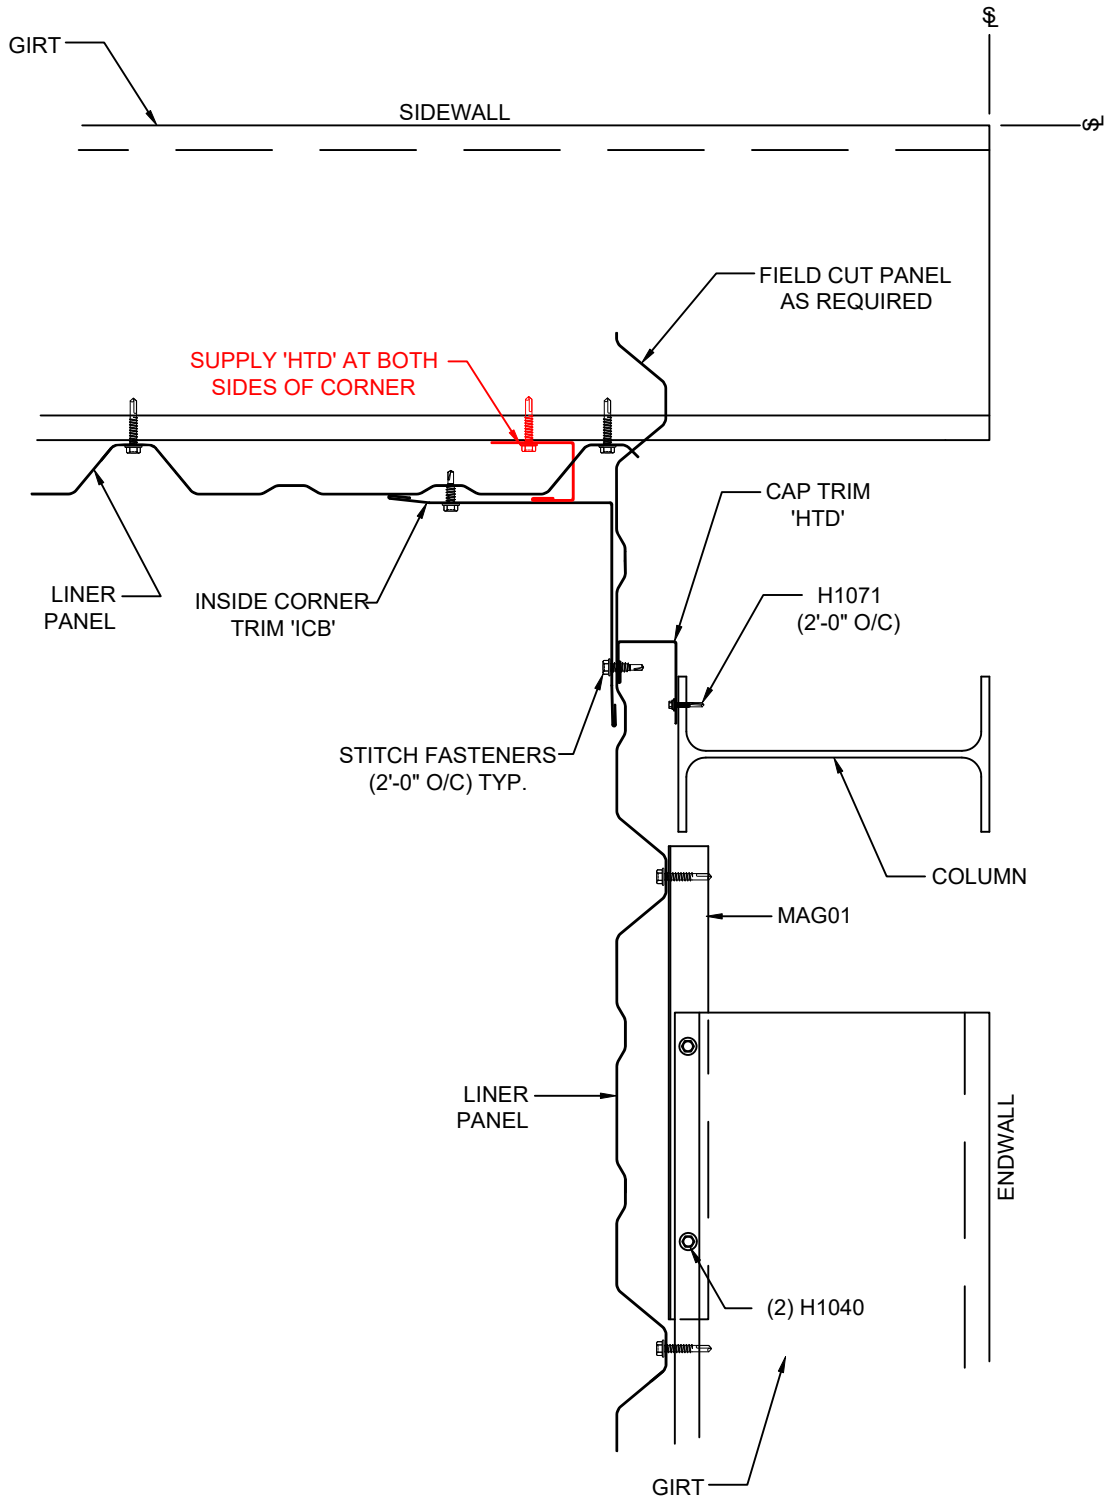 GIRT
SIDEWALL
FIELD CUT PANEL
AS REQUIRED
SUPPLY 'HTD' AT BOTH
SIDES OF CORNER
CAP TRIM
'HTD'
LINER
PANEL
INSIDE CORNER
TRIM 'ICB'
H1071
(2'-0" O/C)
STITCH FASTENERS
(2'-0" O/C) TYP.
COLUMN
MAG01
LINER
PANEL
ENDWALL
(2) H1040
GIRT